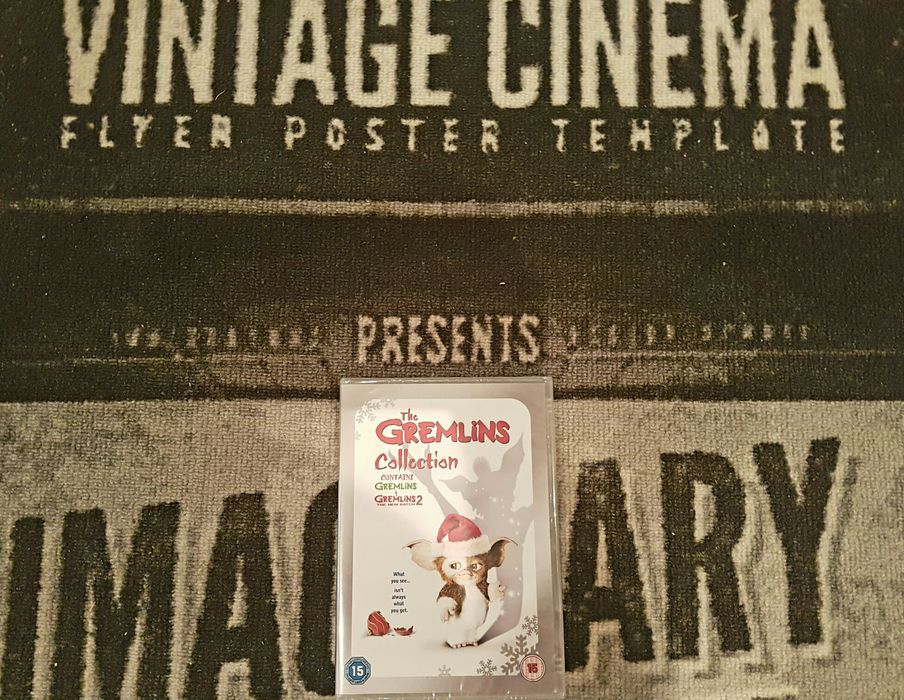 VINTAGE CINEMA
FLYER POSTER TEMPLATE
PRESENTS
The
GREMLINS
Collection
CONTAINS
GREMLINS
GREMLINS 2
THE NEW BATCH
What
you see...
isn't
always
what
you get.
15
15